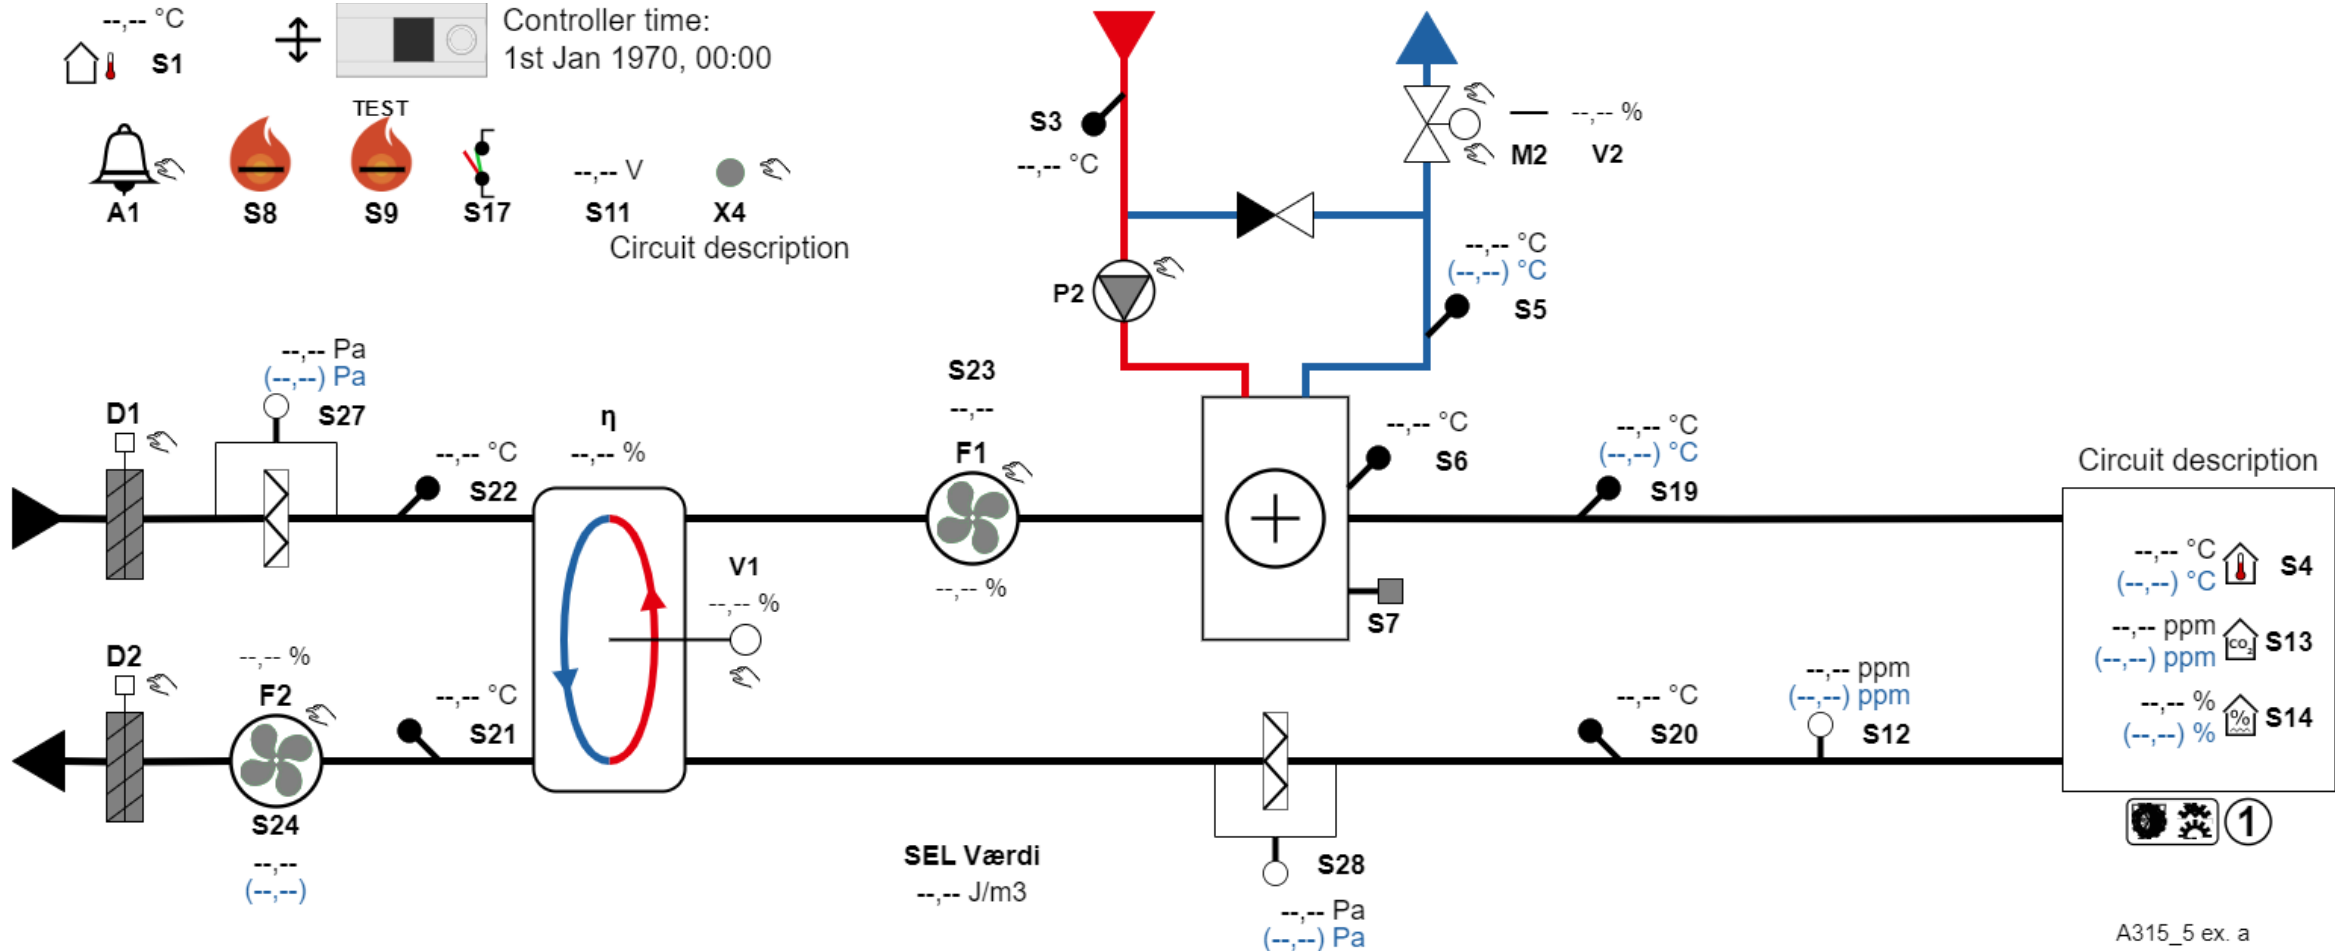 --,-- °C
S1
Controller time:
1st Jan 1970, 00:00
A1
S8
TEST
S9
S17
--,-- V
S11
X4
Circuit description
S3
--,-- °C
--,-- %
M2
V2
P2
--,-- °C
(--,--) °C
S5
--,-- Pa
(--,--) Pa
S27
D1
--,-- °C
S22
η
--,-- %
S23
--,--
F1
--,-- %
V1
--,-- %
--,-- °C
S6
S7
--,-- °C
(--,--) °C
S19
Circuit description
--,-- °C
(--,--) °C
S4
--,-- ppm
(--,--) ppm
CO2
S13
--,-- %
(--,--) %
%
S14
D2
--,-- %
F2
S24
--,--
(--,--)
--,-- °C
S21
SEL Værdi
--,-- J/m3
S28
--,-- Pa
(--,--) Pa
--,-- °C
S20
--,-- ppm
(--,--) ppm
S12
1
A315_5 ex. a